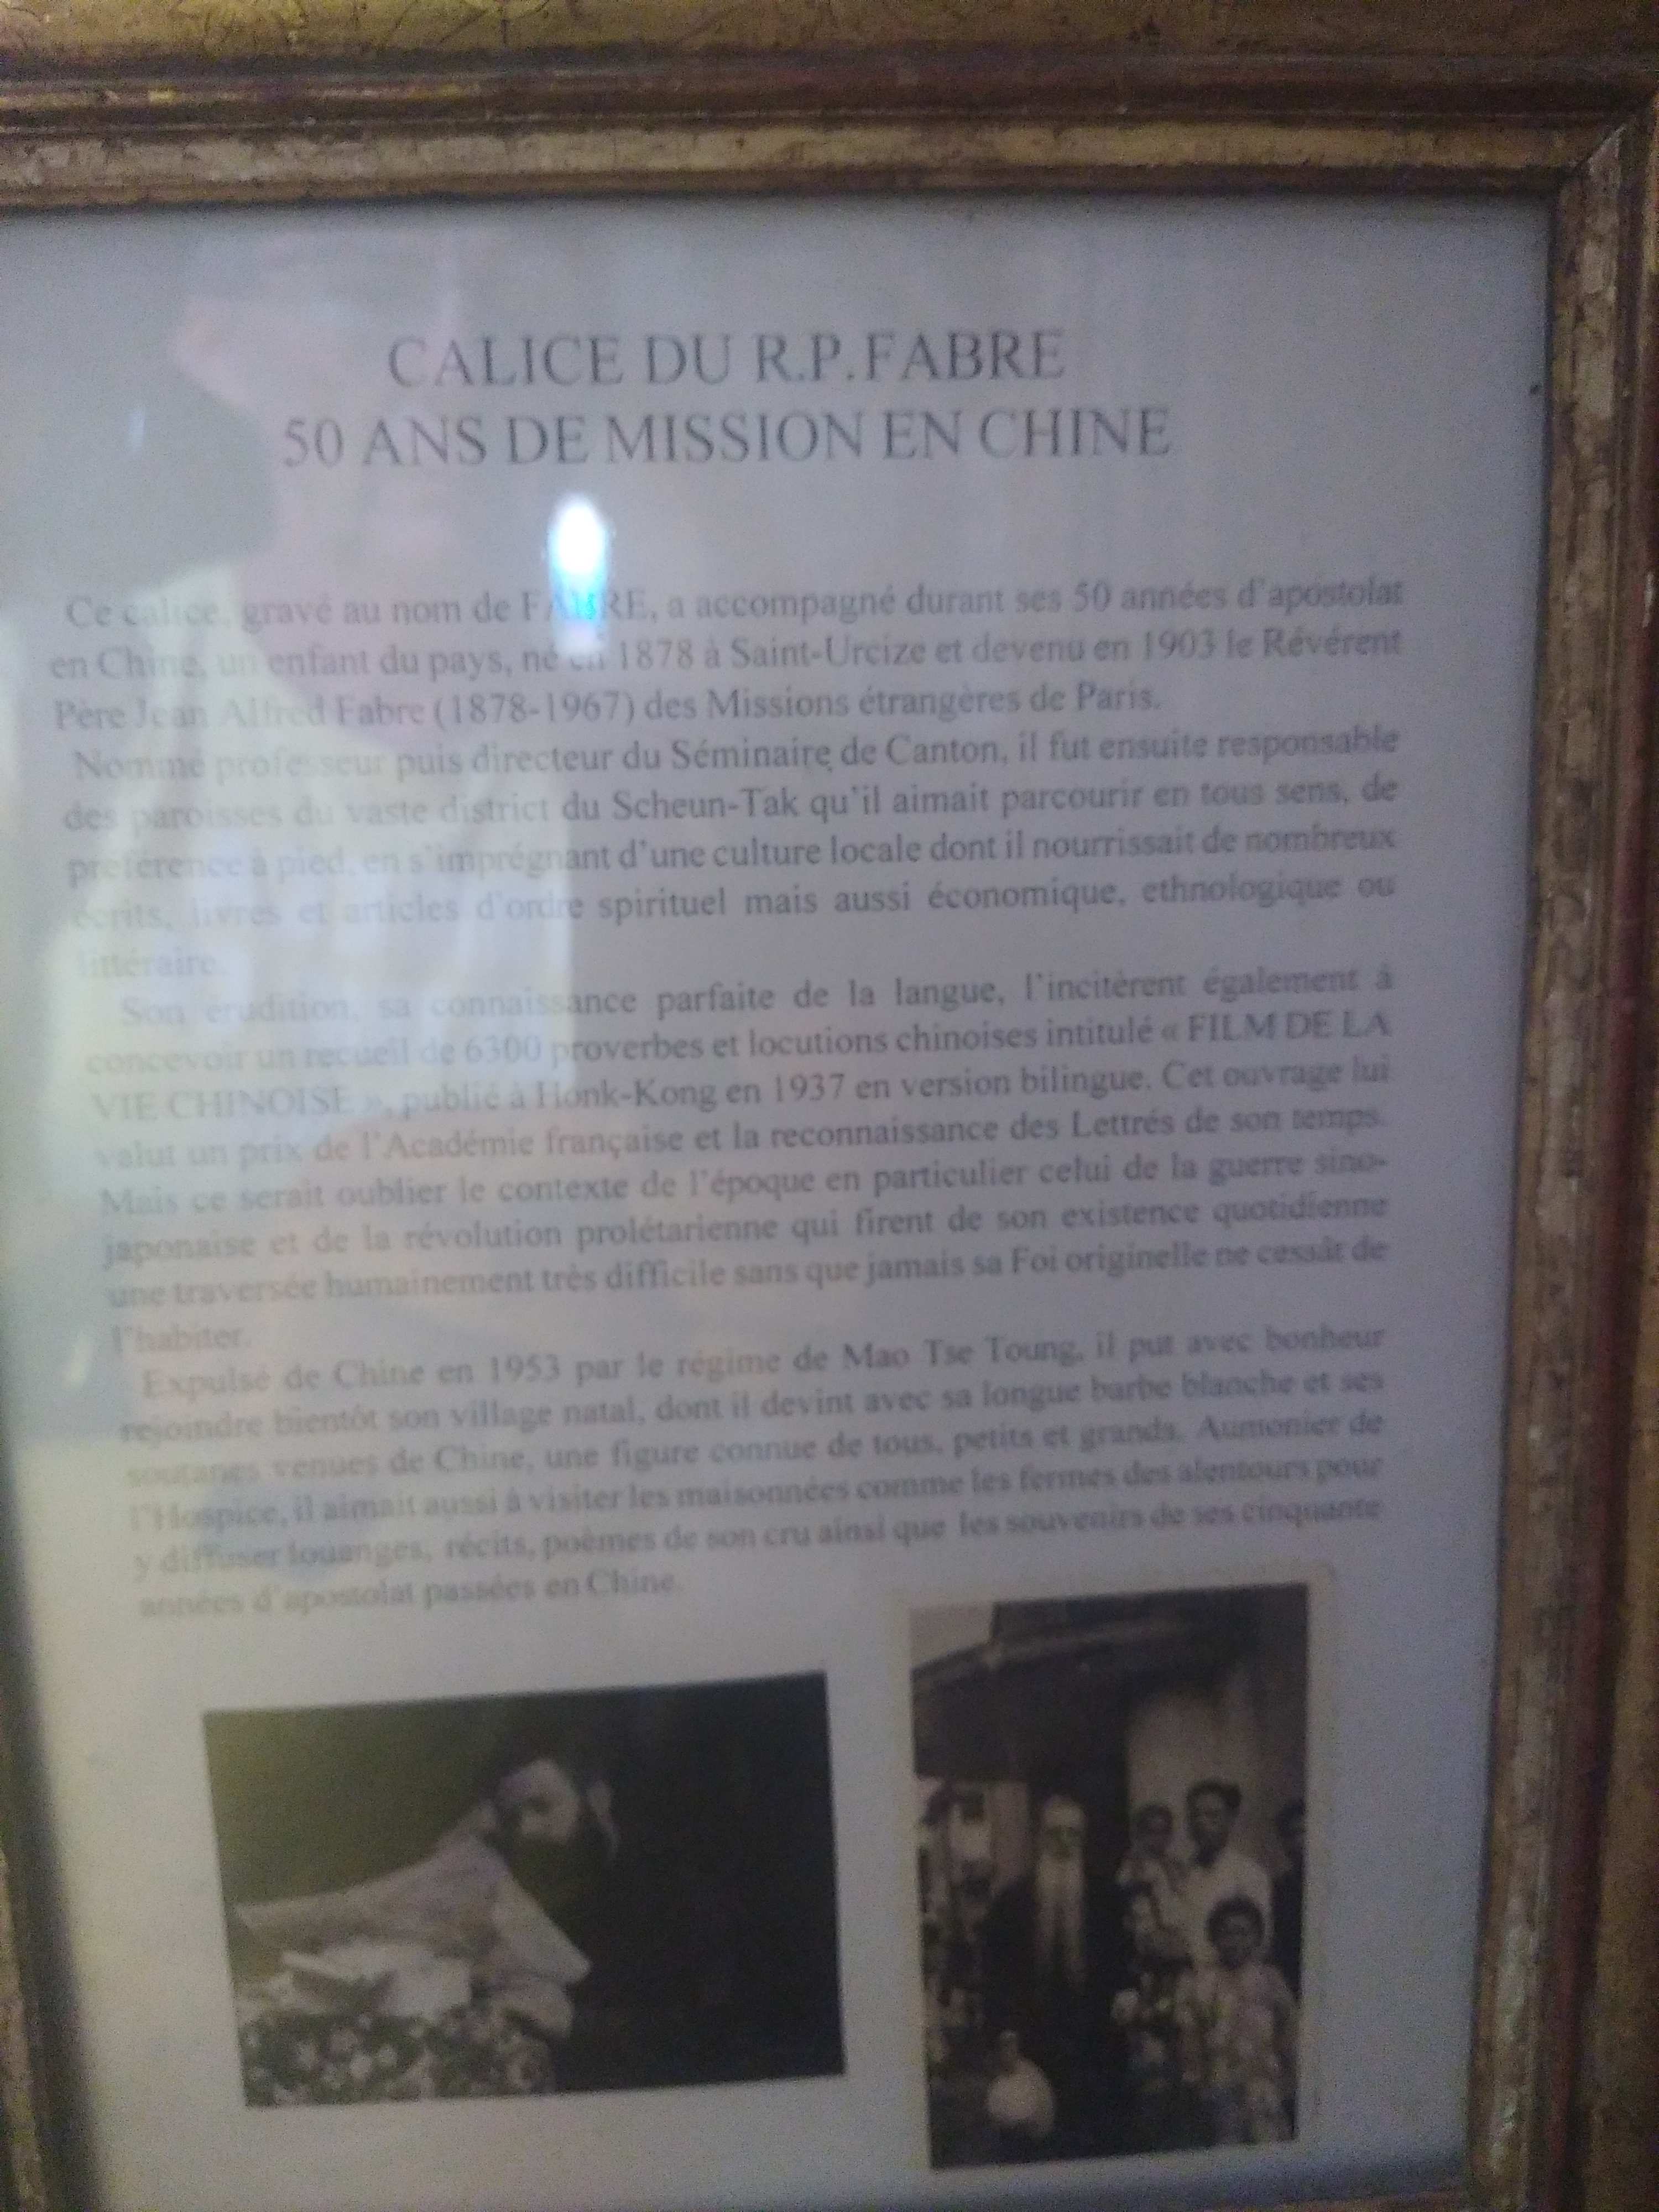 CALICE DU R.P.FABRE
50 ANS DE MISSION EN CHINE
Ce calice, gravé au nom de FABRE, a accompagné durant ses 50 années d'apostolat
en Chine, un enfant du pays, né en 1878 à Saint-Urcize et devenu en 1903 le Révérent
Père Jean Alfred Fabre (1878-1967) des Missions étrangères de Paris.
Nommé professeur puis directeur du Séminaire de Canton, il fut ensuite responsable
des paroisses du vaste district du Scheun-Tak qu'il aimait parcourir en tous sens, de
préférence à pied, en s'imprégnant d'une culture locale dont il nourrissait de nombreux
écrits, livres et articles d'ordre spirituel mais aussi économique, ethnologique ou
littéraire.
Son érudition, sa connaissance parfaite de la langue, l'incitèrent également à
concevoir un recueil de 6300 proverbes et locutions chinoises intitulé « FILM DE LA
VIE CHINOISE », publié à Honk-Kong en 1937 en version bilingue. Cet ouvrage lui
valut un prix de l'Académie française et la reconnaissance des Lettrés de son temps.
Mais ce serait oublier le contexte de l'époque en particulier celui de la guerre sino-
japonaise et de la révolution prolétarienne qui firent de son existence quotidienne
une traversée humainement très difficile sans que jamais sa Foi originelle ne cessât de
l'habiter.
Expulsé de Chine en 1953 par le régime de Mao Tse Toung, il put avec bonheur
rejoindre bientôt son village natal, dont il devint avec sa longue barbe blanche et ses
soutanes venues de Chine, une figure connue de tous, petits et grands. Aumonier de
l'Hospice, il aimait aussi à visiter les maisonnées comme les fermes des alentours pour
y diffuser louanges, récits, poèmes de son cru ainsi que les souvenirs de ses cinquante
années d'apostolat passées en Chine.